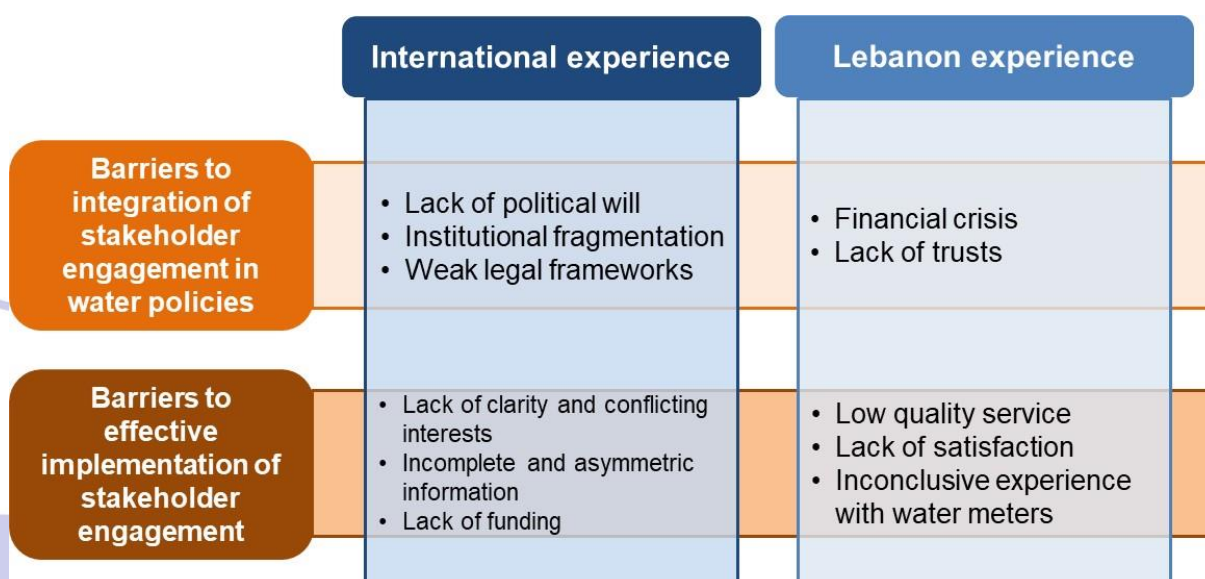 International experience
Lebanon experience
Barriers to
integration of
stakeholder
engagement in
water policies
• Lack of political will
• Institutional fragmentation
• Weak legal frameworks
• Financial crisis
• Lack of trusts
Barriers to
effective
implementation of
stakeholder
engagement
• Lack of clarity and conflicting
interests
• Incomplete and asymmetric
information
• Lack of funding
• Low quality service
• Lack of satisfaction
• Inconclusive experience
with water meters